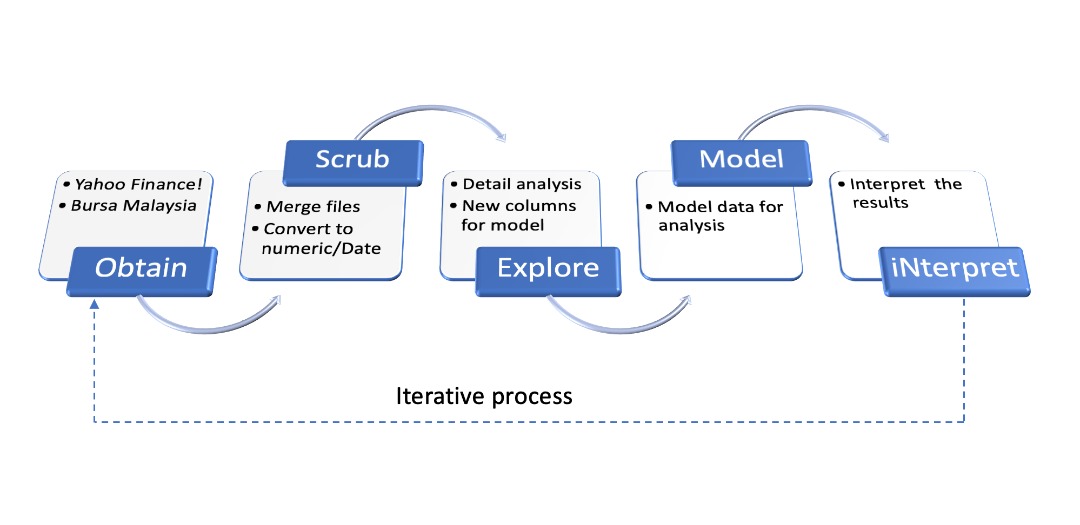 • Yahoo Finance!
• Bursa Malaysia
Obtain
Scrub
• Merge files
• Convert to
numeric/Date
• Detail analysis
• New columns
for model
Explore
Model
• Model data for
analysis
• Interpret the
results
iNterpret
Iterative process